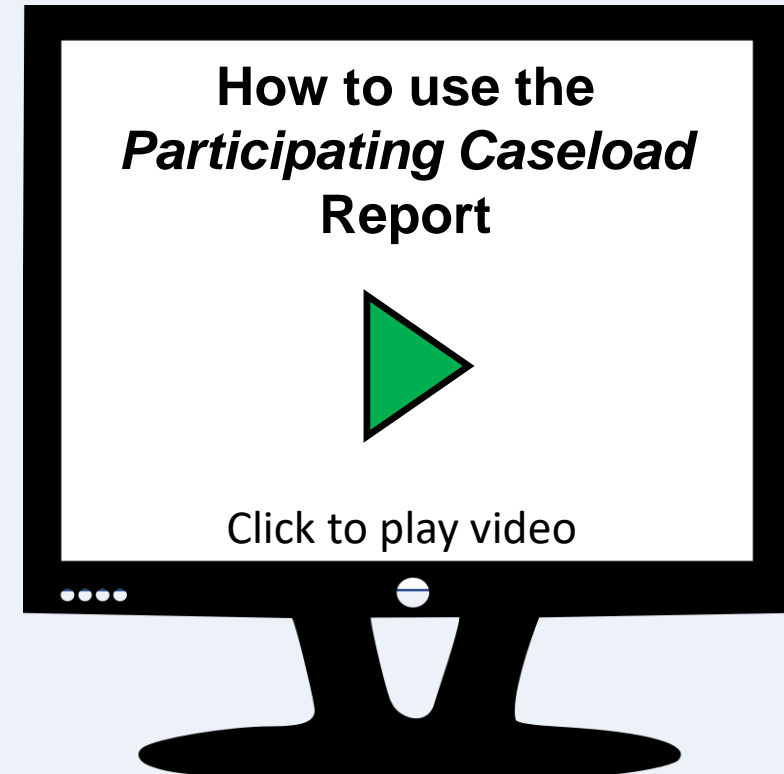 How to use the
Participating Caseload
Report
Click to play video